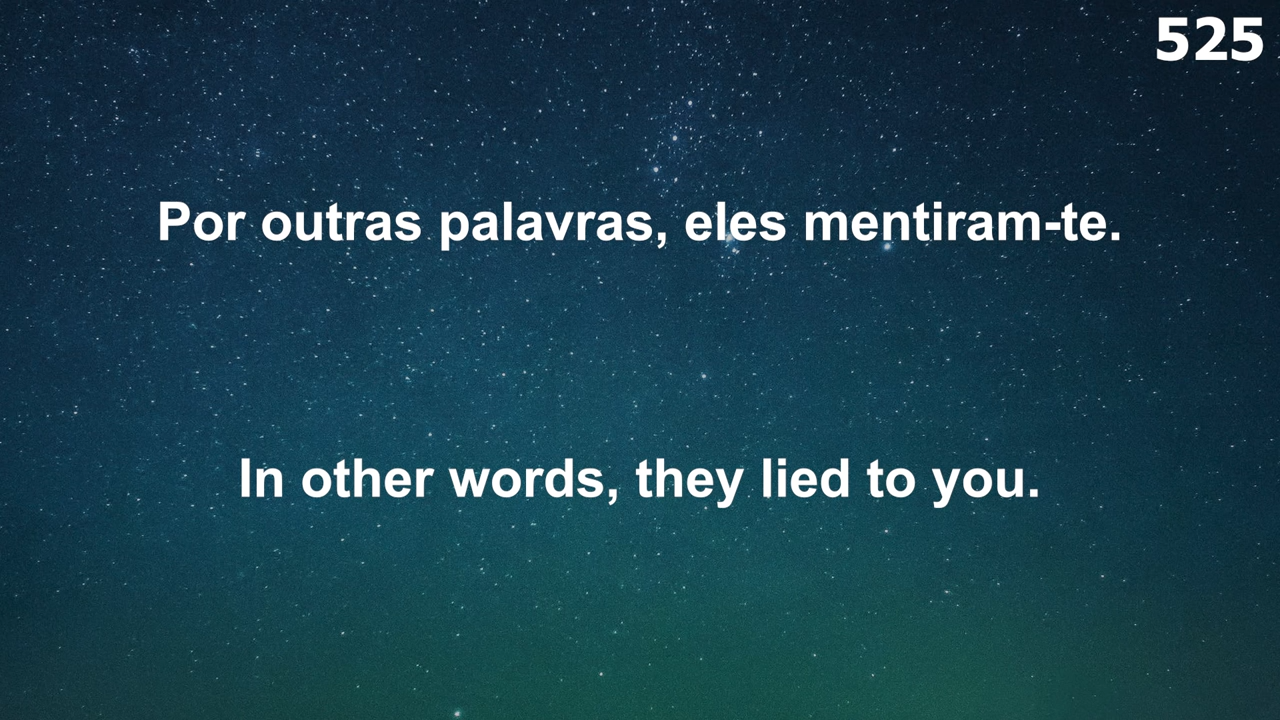 525
Por outras palavras, eles mentiram-te.
In other words, they lied to you.